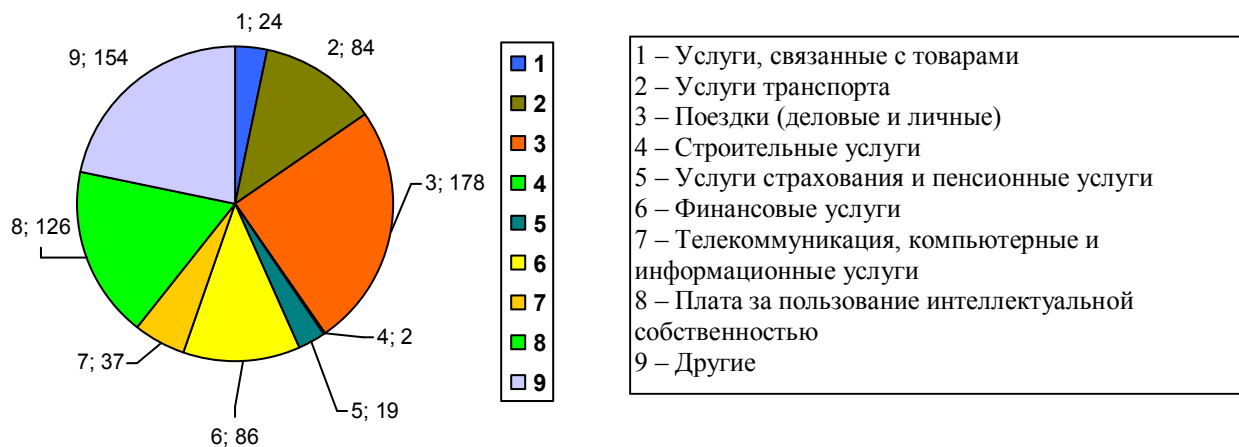 1; 24
2; 84
3; 178
4; 2
5; 19
6; 86
7; 37
8; 126
9; 154
1
2
3
4
5
6
7
8
9
1 – Услуги, связанные с товарами
2 – Услуги транспорта
3 – Поездки (деловые и личные)
4 – Строительные услуги
5 – Услуги страхования и пенсионные услуги
6 – Финансовые услуги
7 – Телекоммуникация, компьютерные и
информационные услуги
8 – Плата за пользование интеллектуальной
собственностью
9 – Другие